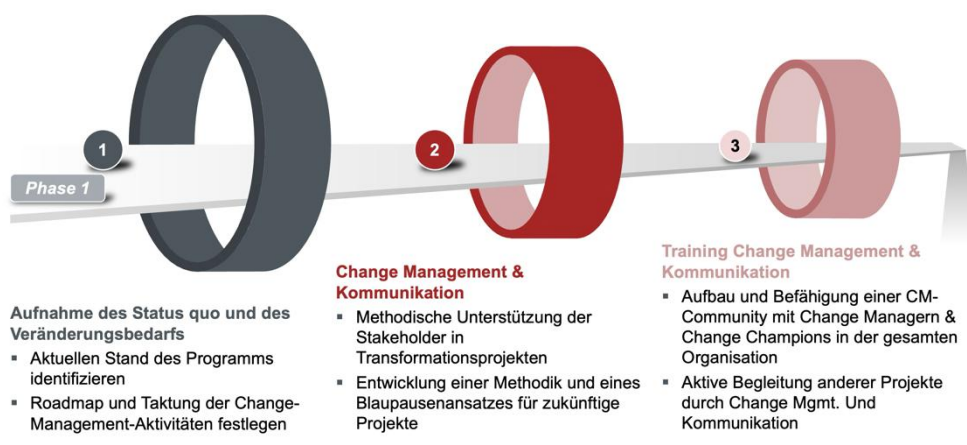 1
2
3
Phase 1
Aufnahme des Status quo und des
Veränderungsbedarfs
▪ Aktuellen Stand des Programms
identifizieren
▪ Roadmap und Taktung der Change-
Management-Aktivitäten festlegen
Change Management &
Kommunikation
▪ Methodische Unterstützung der
Stakeholder in
Transformationsprojekten
▪ Entwicklung einer Methodik und eines
Blaupausenansatzes für zukünftige
Projekte
Training Change Management &
Kommunikation
▪ Aufbau und Befähigung einer CM-
Community mit Change Managern &
Change Champions in der gesamten
Organisation
▪ Aktive Begleitung anderer Projekte
durch Change Mgmt. Und
Kommunikation